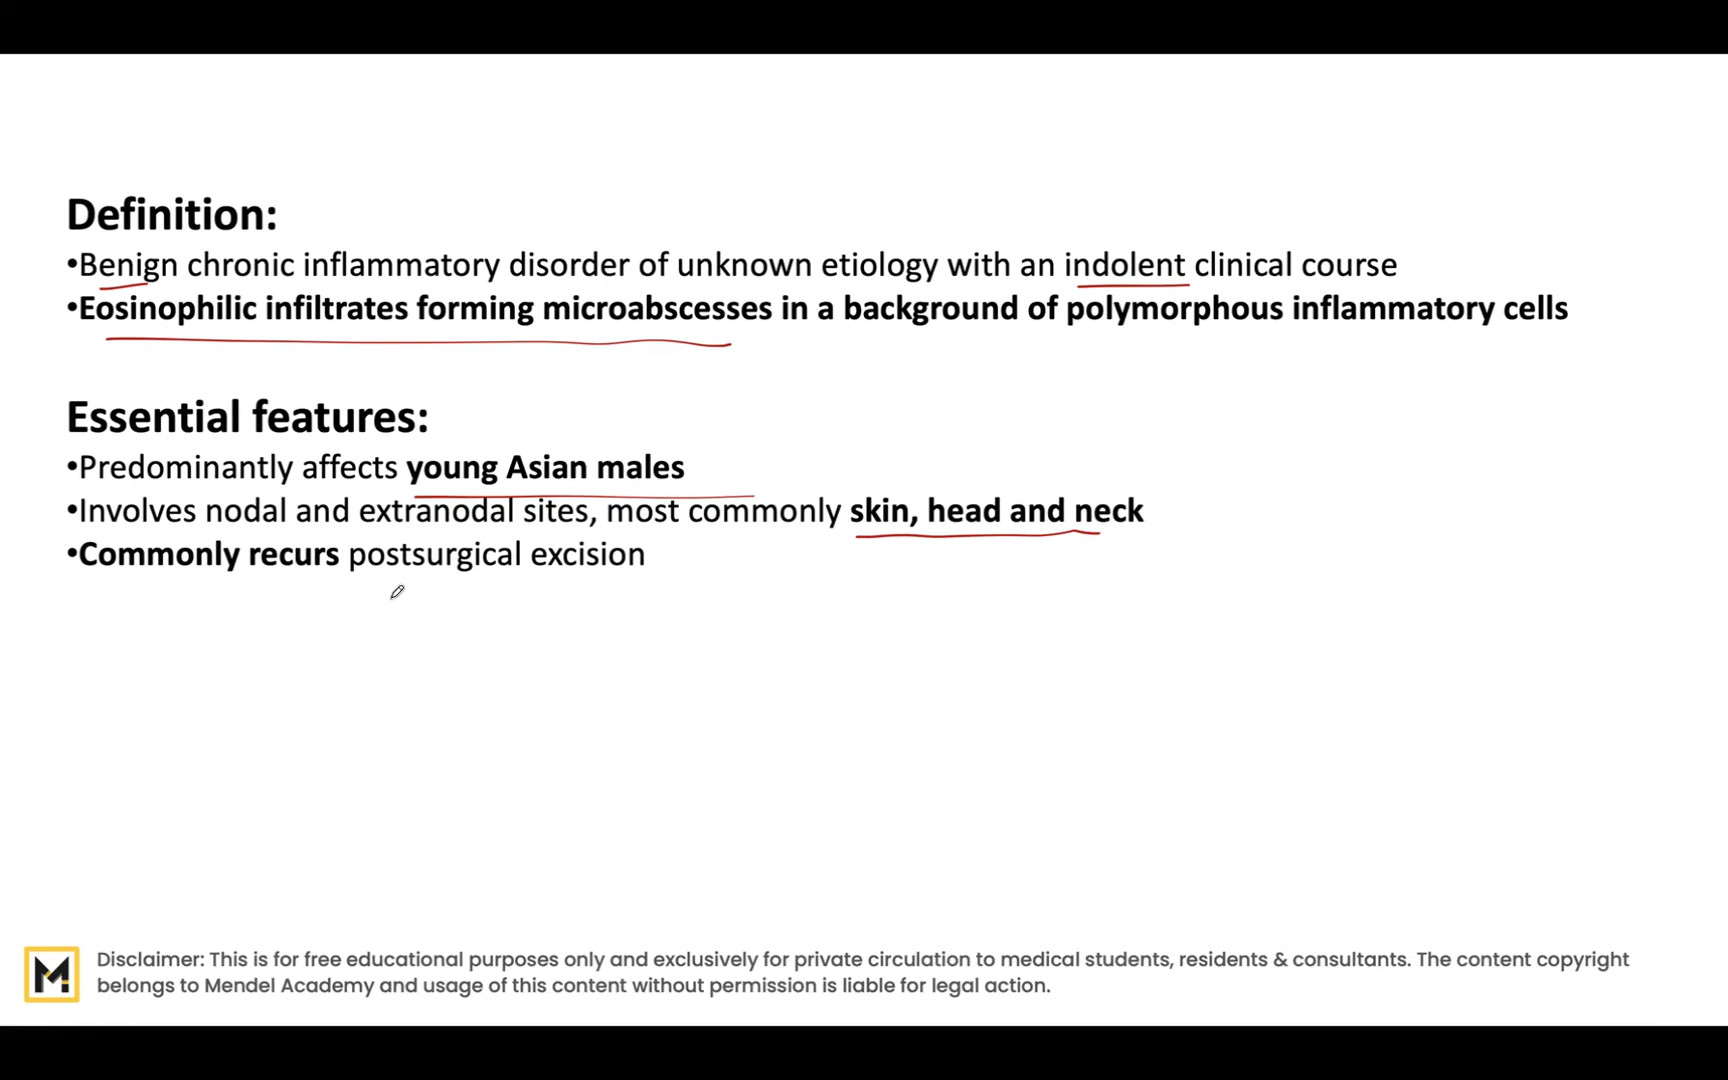 Definition:
•Benign chronic inflammatory disorder of unknown etiology with an indolent clinical course
•Eosinophilic infiltrates forming microabscesses in a background of polymorphous inflammatory cells
Essential features:
•Predominantly affects young Asian males
•Involves nodal and extranodal sites, most commonly skin, head and neck
•Commonly recurs postsurgical excision
M
Disclaimer: This is for free educational purposes only and exclusively for private circulation to medical students, residents & consultants. The content copyright
belongs to Mendel Academy and usage of this content without permission is liable for legal action.